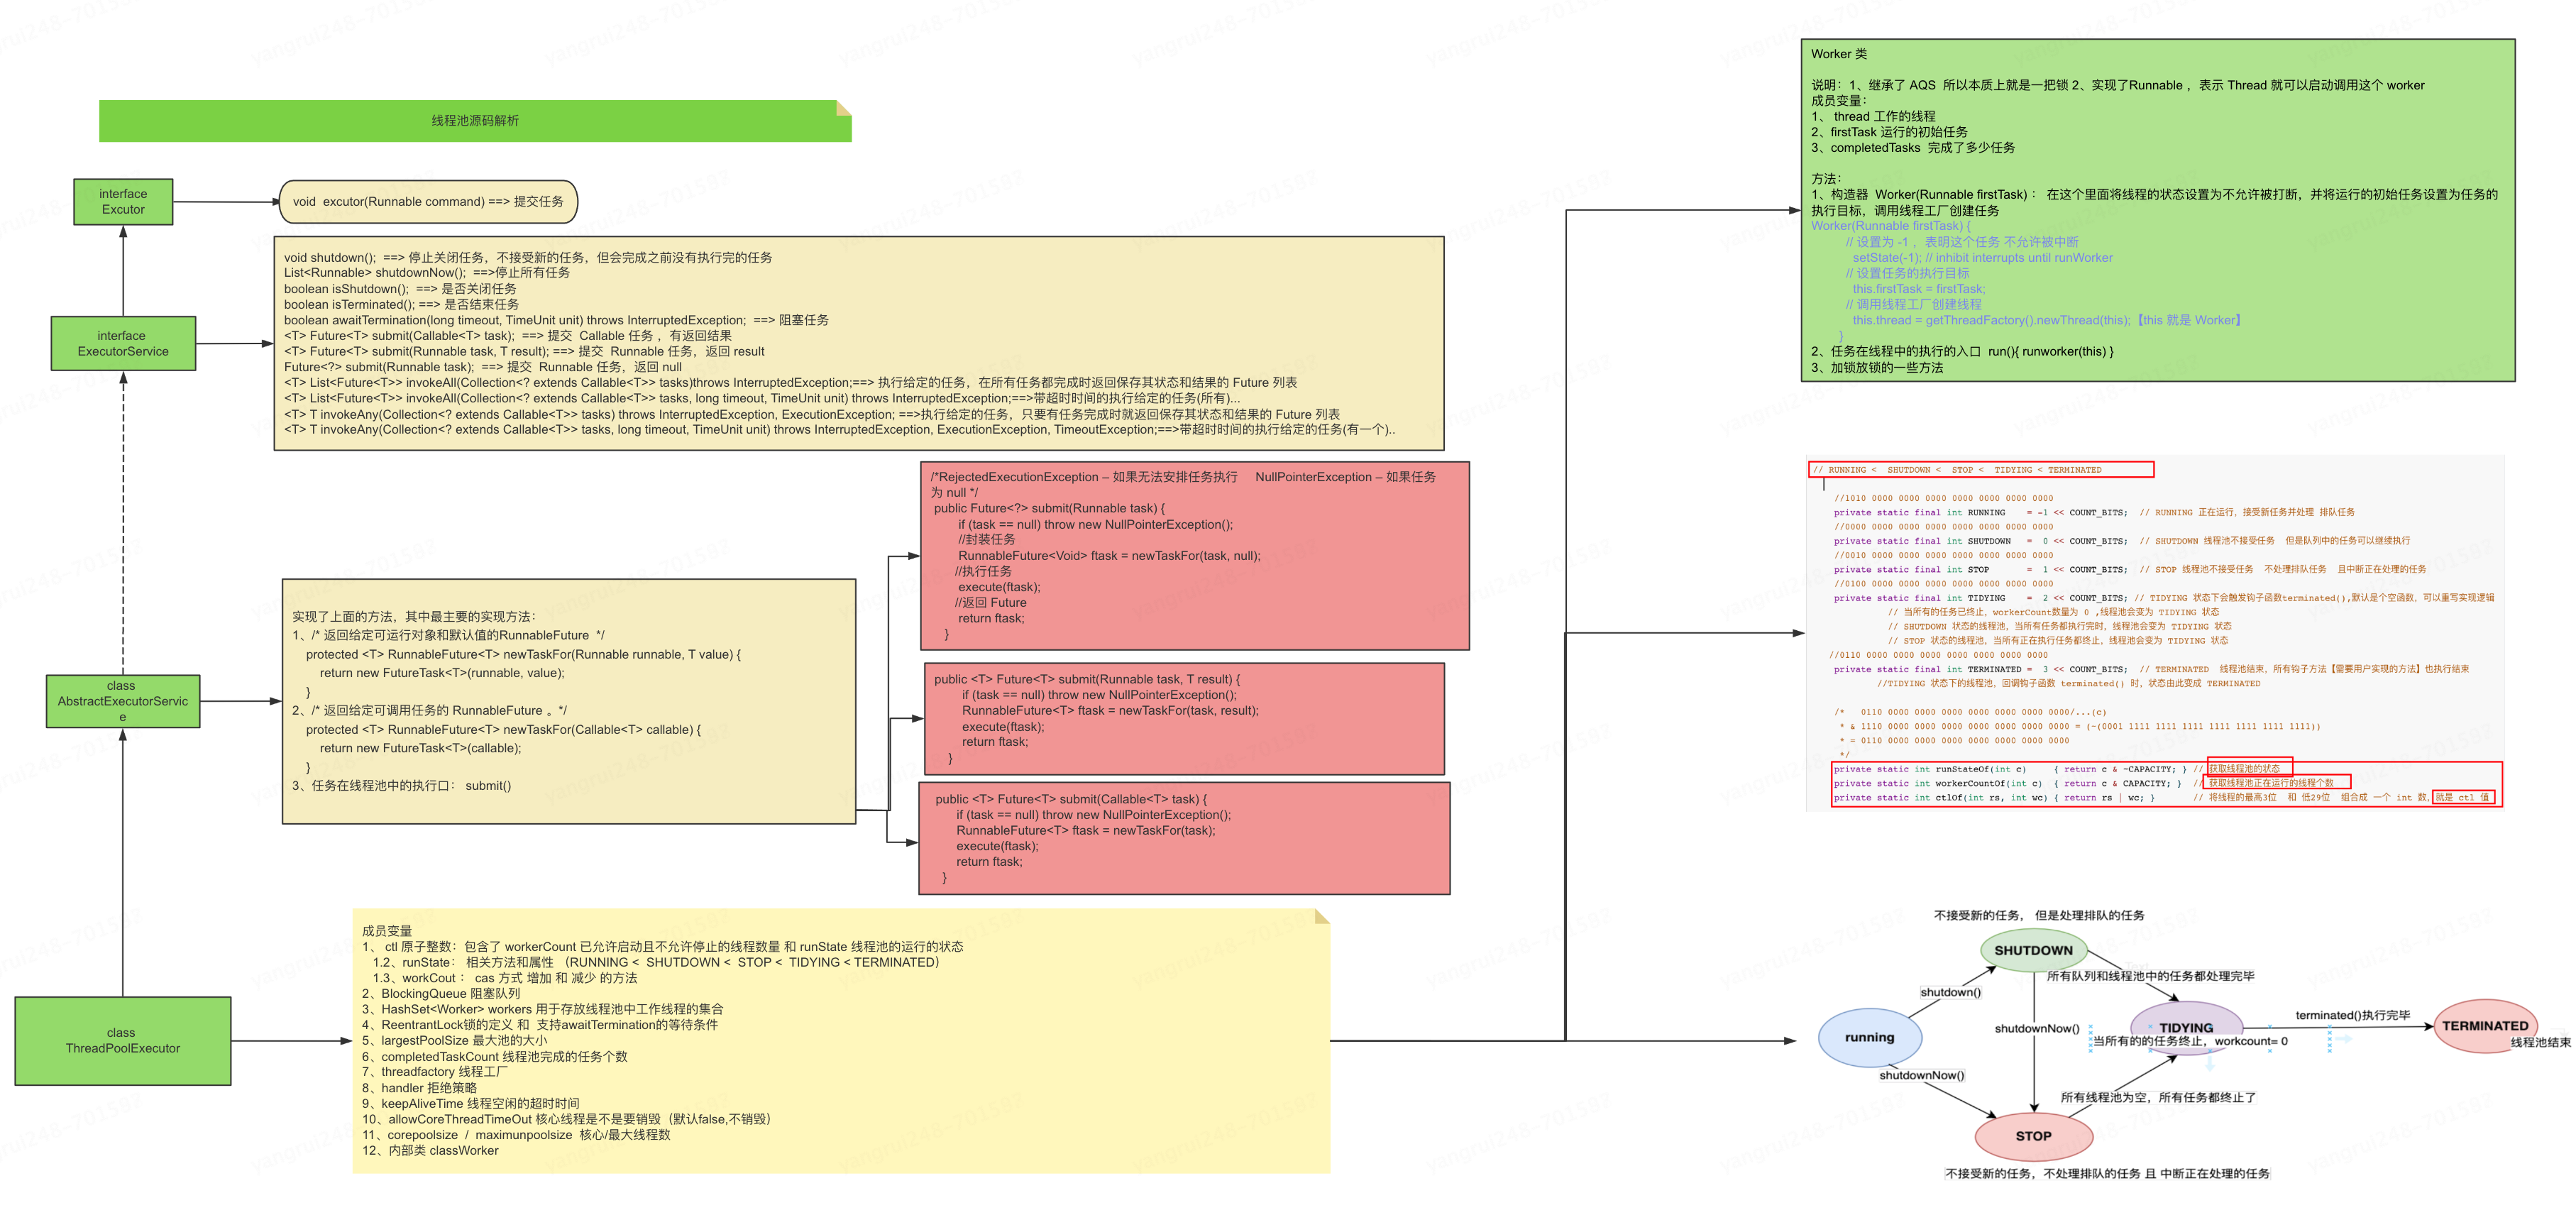 线程池源码解析
interface
Excutor
void  excutor(Runnable command) ==> 提交任务
interface
ExecutorService
void shutdown();  ==> 停止关闭任务，不接受新的任务，但会完成之前没有执行完的任务
List<Runnable> shutdownNow();  ==>停止所有任务
boolean isShutdown();  ==> 是否关闭任务
boolean isTerminated(); ==> 是否结束任务
boolean awaitTermination(long timeout, TimeUnit unit) throws InterruptedException;  ==> 阻塞任务
<T> Future<T> submit(Callable<T> task);  ==> 提交  Callable 任务 ，有返回结果
<T> Future<T> submit(Runnable task, T result); ==> 提交  Runnable 任务，返回 result
Future<?> submit(Runnable task);  ==> 提交  Runnable 任务，返回 null
<T> List<Future<T>> invokeAll(Collection<? extends Callable<T>> tasks)throws InterruptedException;==> 执行给定的任务，在所有任务都完成时返回保存其状态和结果的 Future 列表
<T> List<Future<T>> invokeAll(Collection<? extends Callable<T>> tasks, long timeout, TimeUnit unit) throws InterruptedException;==>带超时时间的执行给定的任务(所有)...
<T> T invokeAny(Collection<? extends Callable<T>> tasks) throws InterruptedException, ExecutionException; ==>执行给定的任务，只要有任务完成时就返回保存其状态和结果的 Future 列表
<T> T invokeAny(Collection<? extends Callable<T>> tasks, long timeout, TimeUnit unit) throws InterruptedException, ExecutionException, TimeoutException;==>带超时时间的执行给定的任务(有一个)..
class
AbstractExecutorServic
e
实现了上面的方法，其中最主要的实现方法：
1、/* 返回给定可运行对象和默认值的RunnableFuture  */
protected <T> RunnableFuture<T> newTaskFor(Runnable runnable, T value) {
return new FutureTask<T>(runnable, value);
}
2、/* 返回给定可调用任务的 RunnableFuture 。*/
protected <T> RunnableFuture<T> newTaskFor(Callable<T> callable) {
return new FutureTask<T>(callable);
}
3、任务在线程池中的执行口： submit()
/*RejectedExecutionException – 如果无法安排任务执行     NullPointerException – 如果任务
为 null */
public Future<?> submit(Runnable task) {
if (task == null) throw new NullPointerException();
//封装任务
RunnableFuture<Void> ftask = newTaskFor(task, null);
//执行任务
execute(ftask);
//返回 Future
return ftask;
}
public <T> Future<T> submit(Runnable task, T result) {
if (task == null) throw new NullPointerException();
RunnableFuture<T> ftask = newTaskFor(task, result);
execute(ftask);
return ftask;
}
public <T> Future<T> submit(Callable<T> task) {
if (task == null) throw new NullPointerException();
RunnableFuture<T> ftask = newTaskFor(task);
execute(ftask);
return ftask;
}
class
ThreadPoolExecutor
成员变量
1、 ctl 原子整数：包含了 workerCount 已允许启动且不允许停止的线程数量 和 runState 线程池的运行的状态
1.2、runState： 相关方法和属性 （RUNNING <  SHUTDOWN <  STOP <  TIDYING < TERMINATED）
1.3、workCout ： cas 方式 增加 和 减少 的方法
2、BlockingQueue 阻塞队列
3、HashSet<Worker> workers 用于存放线程池中工作线程的集合
4、ReentrantLock锁的定义 和  支持awaitTermination的等待条件
5、largestPoolSize 最大池的大小
6、completedTaskCount 线程池完成的任务个数
7、threadfactory 线程工厂
8、handler 拒绝策略
9、keepAliveTime 线程空闲的超时时间
10、allowCoreThreadTimeOut 核心线程是不是要销毁（默认false,不销毁）
11、corepoolsize  /  maximunpoolsize  核心/最大线程数
12、内部类 classWorker
Worker 类
说明：1、继承了 AQS  所以本质上就是一把锁 2、实现了Runnable ，表示 Thread 就可以启动调用这个 worker
成员变量：
1、 thread 工作的线程
2、firstTask 运行的初始任务
3、completedTasks  完成了多少任务
方法：
1、构造器  Worker(Runnable firstTask) ： 在这个里面将线程的状态设置为不允许被打断，并将运行的初始任务设置为任务的
执行目标，调用线程工厂创建任务
Worker(Runnable firstTask) {
// 设置为 -1 ，表明这个任务 不允许被中断
setState(-1); // inhibit interrupts until runWorker
// 设置任务的执行目标
this.firstTask = firstTask;
// 调用线程工厂创建线程
this.thread = getThreadFactory().newThread(this);【this 就是 Worker】
}
2、任务在线程中的执行的入口  run(){ runworker(this) }
3、加锁放锁的一些方法
// RUNNING <  SHUTDOWN <  STOP <  TIDYING < TERMINATED
//1010 0000 0000 0000 0000 0000 0000 0000
private static final int RUNNING    = -1 << COUNT_BITS;  // RUNNING 正在运行，接受新任务并处理 排队任务
//0000 0000 0000 0000 0000 0000 0000 0000
private static final int SHUTDOWN   =  0 << COUNT_BITS;  // SHUTDOWN 线程池不接受任务  但是队列中的任务可以继续执行
//0010 0000 0000 0000 0000 0000 0000 0000
private static final int STOP       =  1 << COUNT_BITS;  // STOP 线程池不接受任务  不处理排队任务  且中断正在处理的任务
//0100 0000 0000 0000 0000 0000 0000 0000
private static final int TIDYING    =  2 << COUNT_BITS; // TIDYING 状态下会触发钩子函数terminated(),默认是个空函数，可以重写实现逻辑
// 当所有的任务已终止，workerCount数量为 0 ,线程池会变为 TIDYING 状态
// SHUTDOWN 状态的线程池，当所有任务都执行完时，线程池会变为 TIDYING 状态
// STOP 状态的线程池，当所有正在执行任务都终止，线程池会变为 TIDYING 状态
//0110 0000 0000 0000 0000 0000 0000 0000
private static final int TERMINATED =  3 << COUNT_BITS;  // TERMINATED  线程池结束，所有钩子方法【需要用户实现的方法】也执行结束
//TIDYING 状态下的线程池，回调钩子函数 terminated() 时，状态由此变成 TERMINATED
/*   0110 0000 0000 0000 0000 0000 0000 0000/...(c)
* & 1110 0000 0000 0000 0000 0000 0000 0000 = (~(0001 1111 1111 1111 1111 1111 1111 1111))
* = 0110 0000 0000 0000 0000 0000 0000 0000
*/
private static int runStateOf(int c)     { return c & ~CAPACITY; } // 获取线程池的状态
private static int workerCountOf(int c)  { return c & CAPACITY; }  // 获取线程池正在运行的线程个数
private static int ctlOf(int rs, int wc) { return rs | wc; }       // 将线程的最高3位  和 低29位  组合成 一个 int 数，就是 ctl 值
不接受新的任务， 但是处理排队的任务
SHUTDOWN
所有队列和线程池中的任务都处理完毕
shutdown()
running
shutdownNow()
TIDYING
当所有的的任务终止，workcount= 0
terminated()执行完毕
TERMINATED
线程池结束
shutdownNow()
所有线程池为空，所有任务都终止了
STOP
不接受新的任务，不处理排队的任务 且 中断正在处理的任务